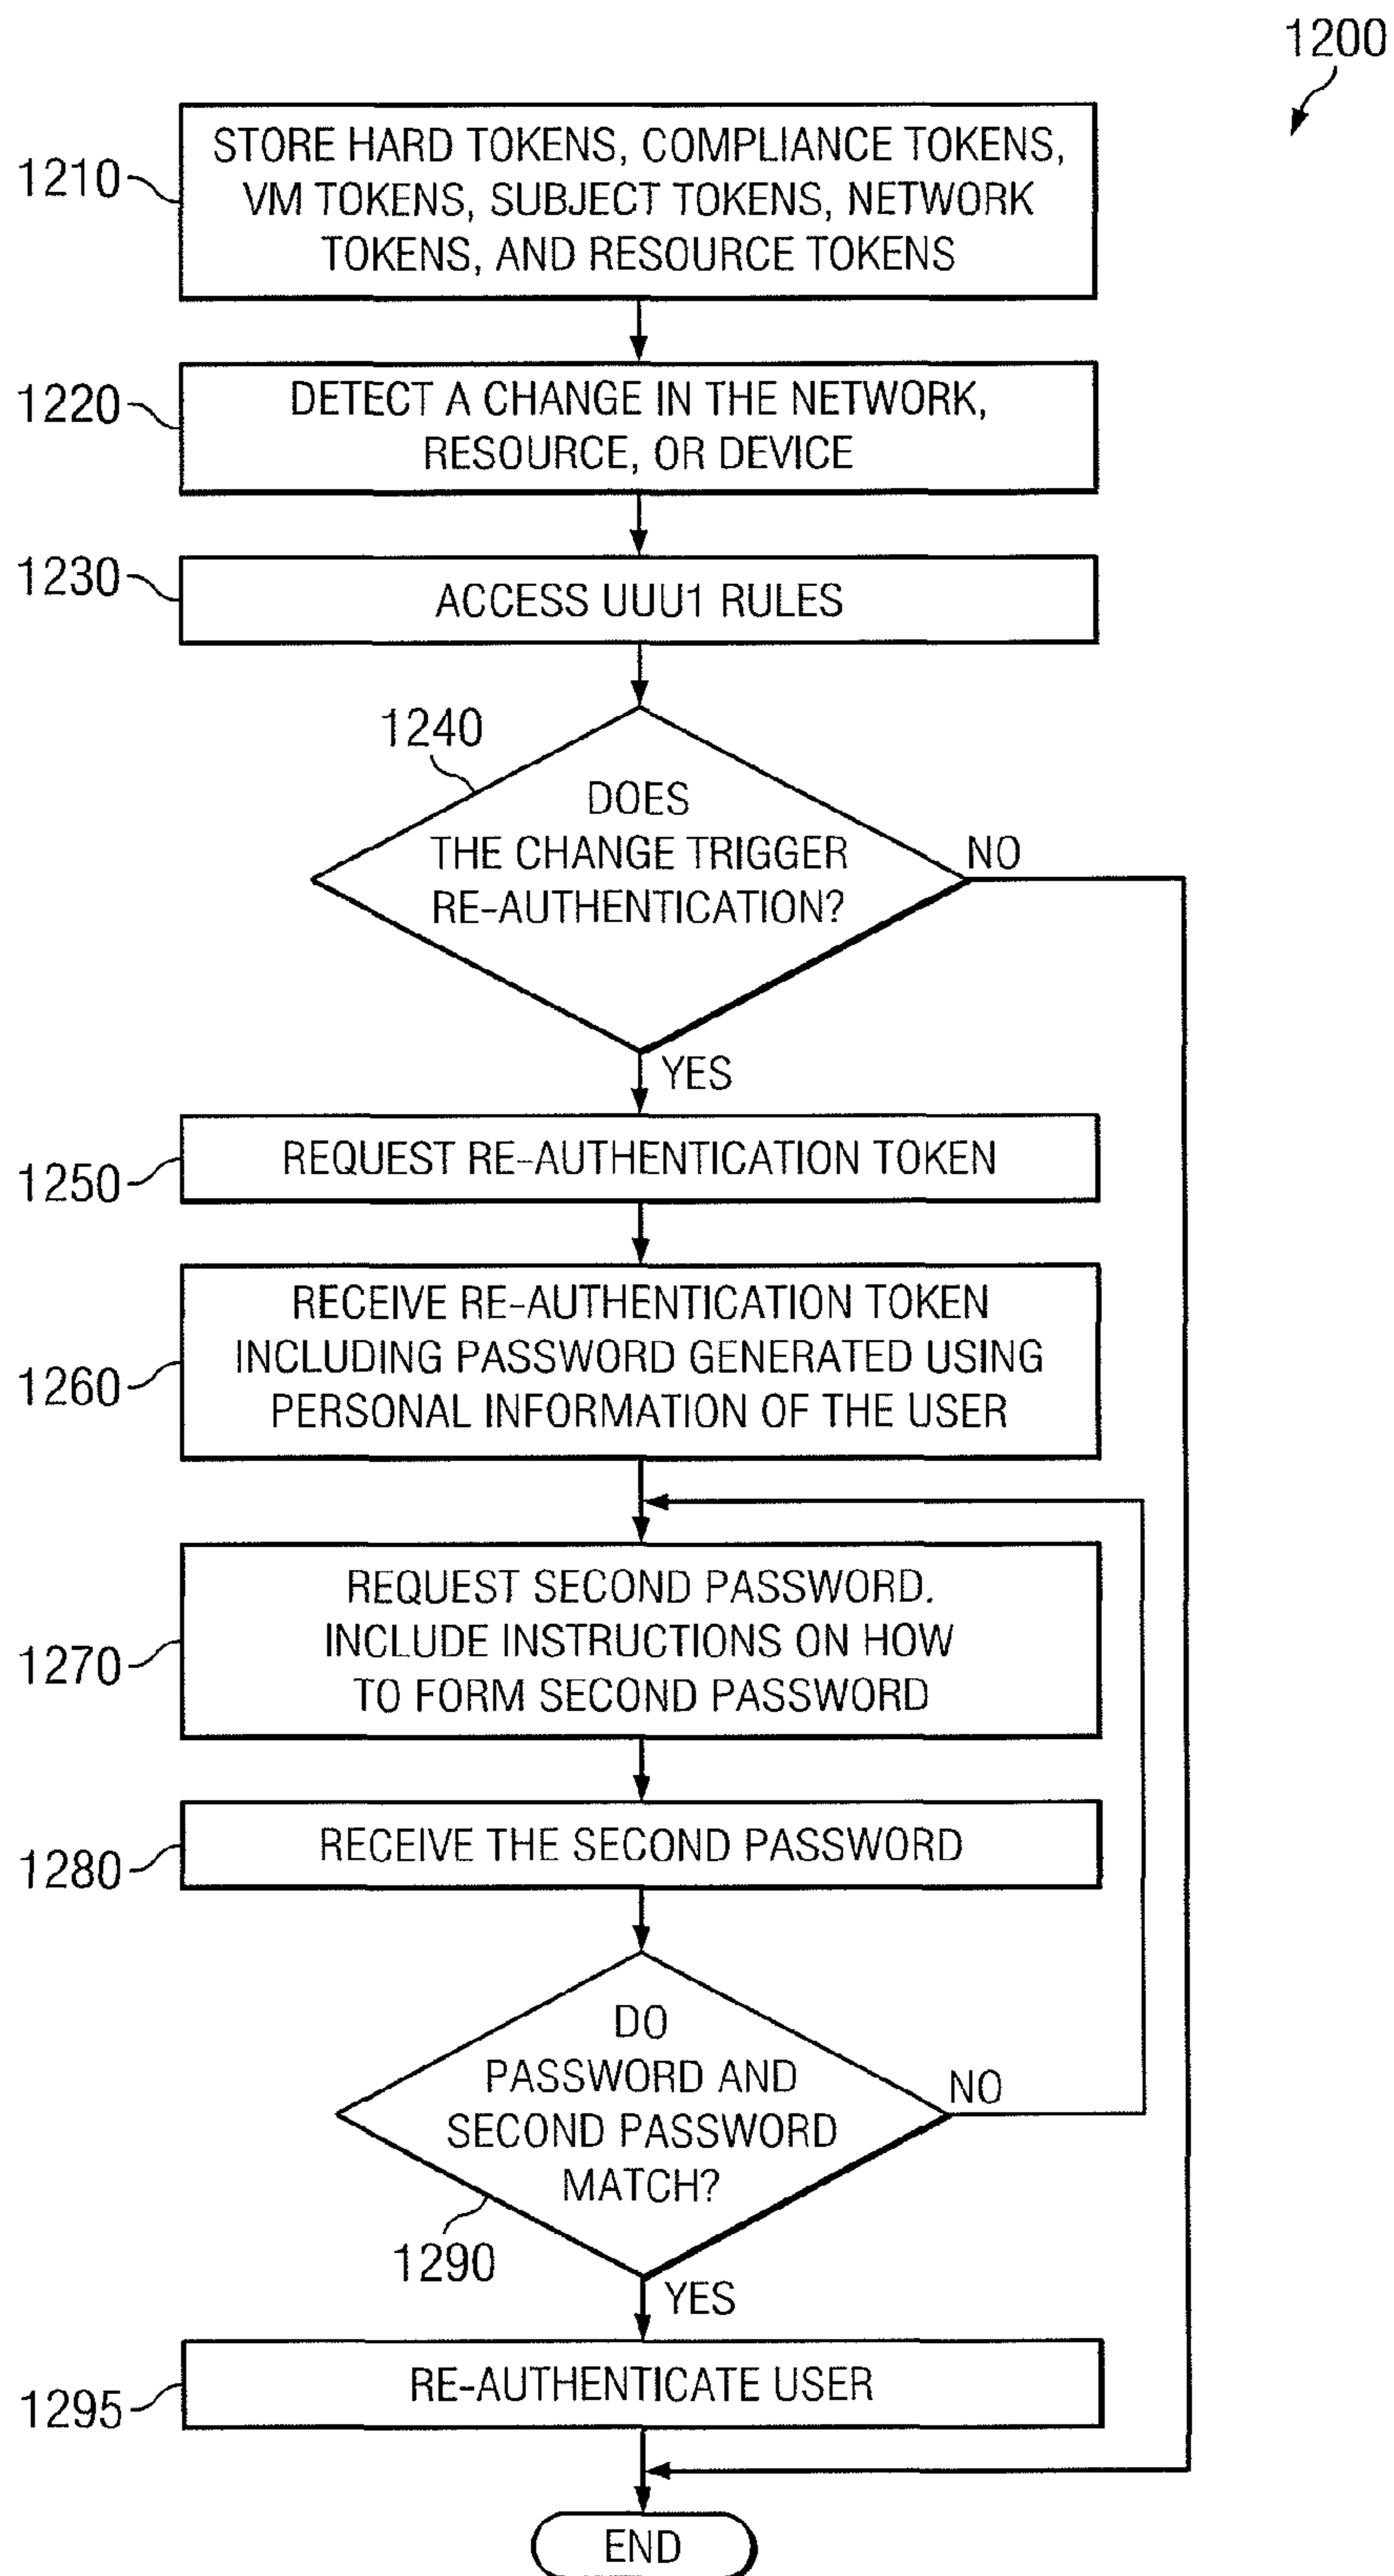 1200
1210
STORE HARD TOKENS, COMPLIANCE TOKENS,
VM TOKENS, SUBJECT TOKENS, NETWORK
TOKENS, AND RESOURCE TOKENS
1220
DETECT A CHANGE IN THE NETWORK,
RESOURCE, OR DEVICE
1230
ACCESS UUU1 RULES
1240
DOES
THE CHANGE TRIGGER
RE-AUTHENTICATION?
NO
YES
1250
REQUEST RE-AUTHENTICATION TOKEN
1260
RECEIVE RE-AUTHENTICATION TOKEN
INCLUDING PASSWORD GENERATED USING
PERSONAL INFORMATION OF THE USER
1270
REQUEST SECOND PASSWORD.
INCLUDE INSTRUCTIONS ON HOW
TO FORM SECOND PASSWORD
1280
RECEIVE THE SECOND PASSWORD
DO
PASSWORD AND
SECOND PASSWORD
MATCH?
NO
1290
YES
1295
RE-AUTHENTICATE USER
END